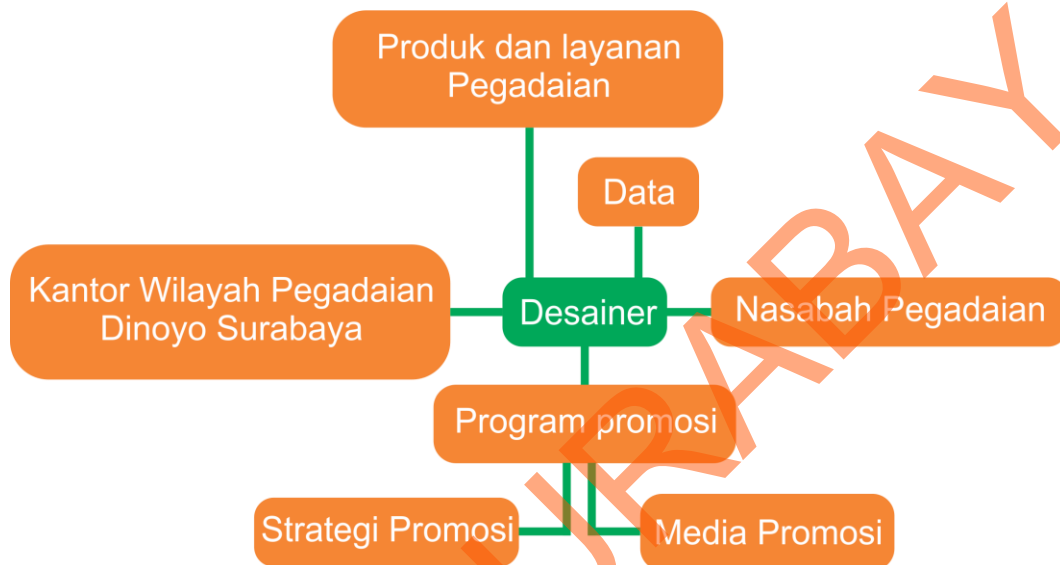 Produk dan layanan
Pegadaian
Data
Kantor Wilayah Pegadaian
Dinoyo Surabaya
Desainer
Nasabah Pegadaian
Program promosi
Strategi Promosi
Media Promosi
URABAY